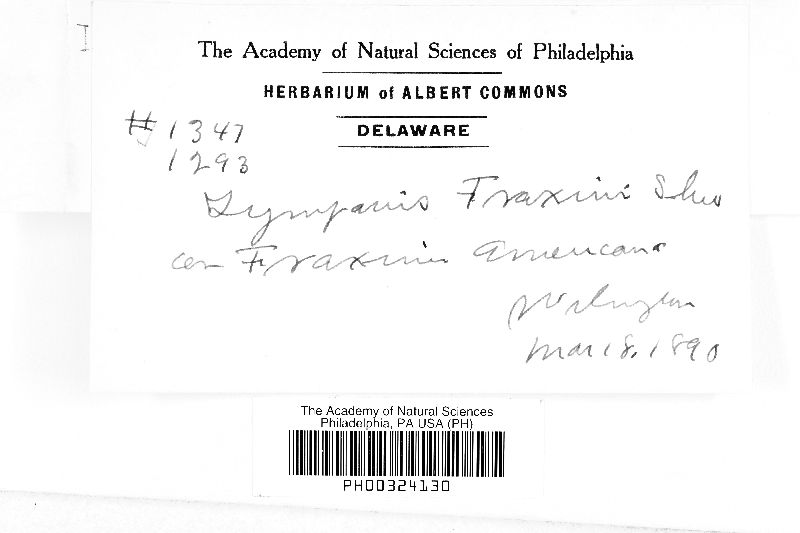 The Academy of Natural Sciences of Philadelphia
HERBARIUM of ALBERT COMMONS
DELAWARE
# 1347
1293
Tympanis Fraxini Schw
on Fraxinus Americana
Wilmington
Mar 18, 1890
The Academy of Natural Sciences
Philadelphia, PA USA (PH)
PH00324130